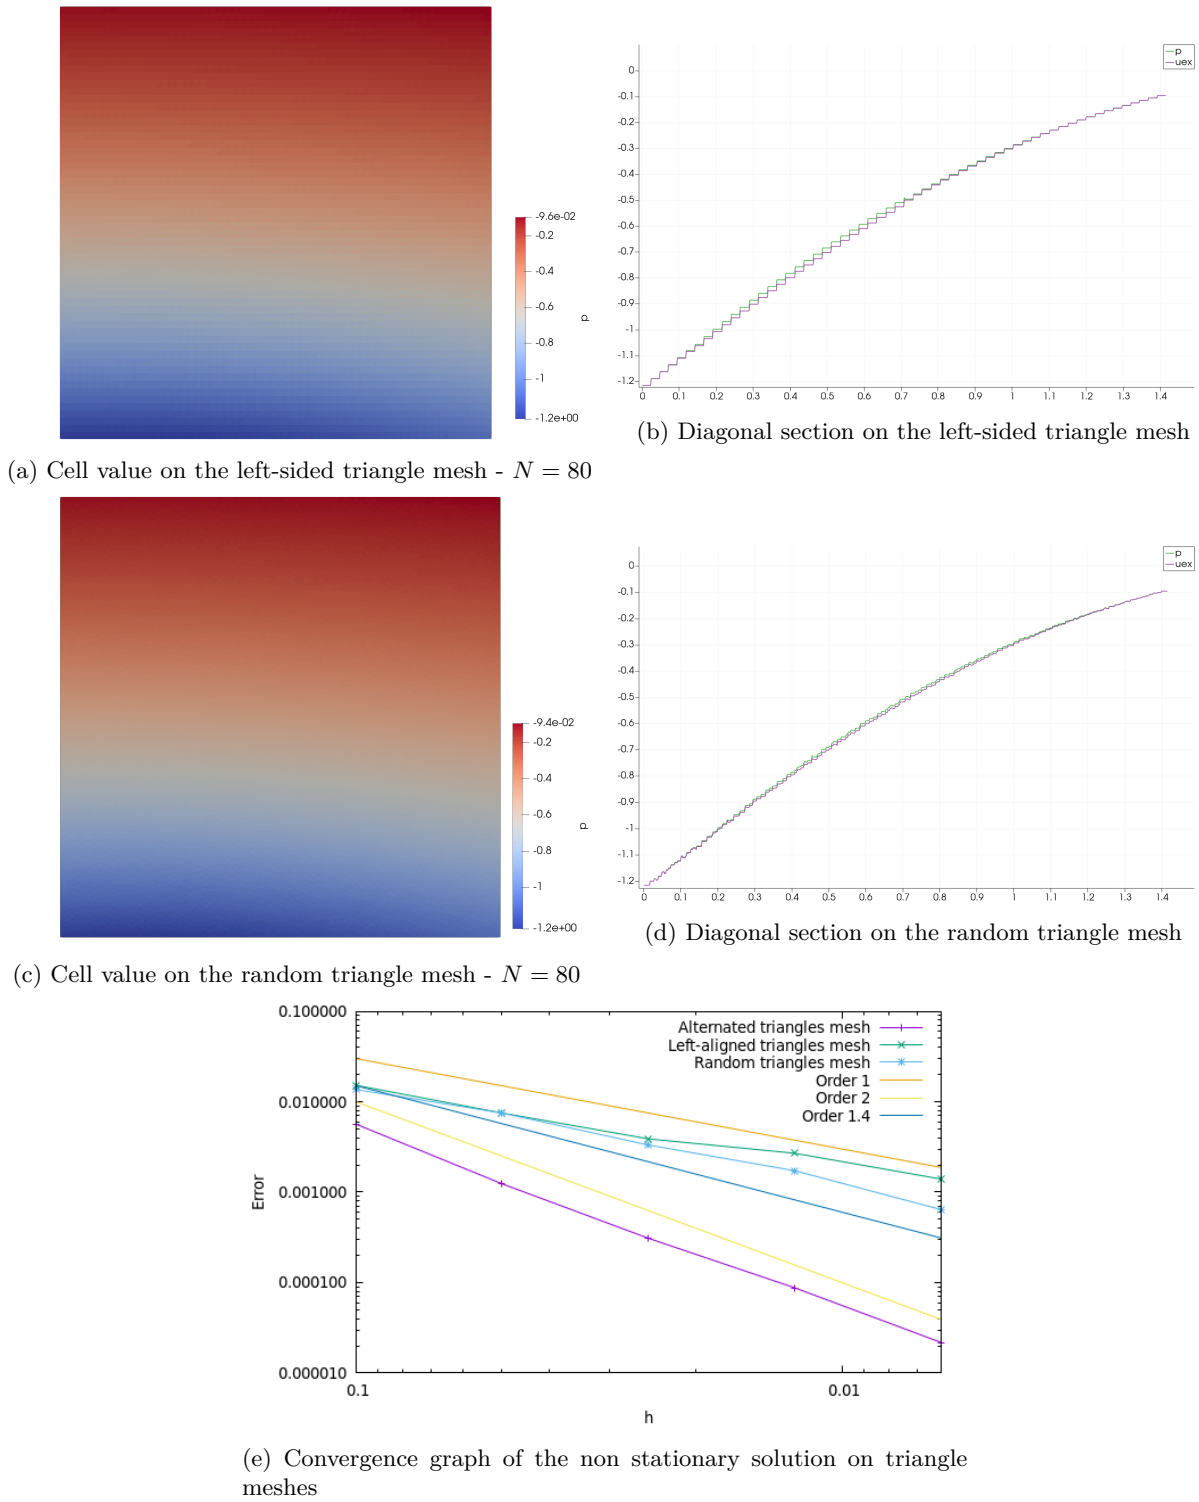 -9.6e-02
-0.2
-0.4
-0.6
-0.8
-1
-1.2e+00
p
(a) Cell value on the left-sided triangle mesh - N = 80
p
uex
0
-0.1
-0.2
-0.3
-0.4
-0.5
-0.6
-0.7
-0.8
-0.9
-1
-1.1
-1.2
0 0.1 0.2 0.3 0.4 0.5 0.6 0.7 0.8 0.9 1 1.1 1.2 1.3 1.4
(b) Diagonal section on the left-sided triangle mesh
-9.4e-02
-0.2
-0.4
-0.6
-0.8
-1
-1.2e+00
p
(c) Cell value on the random triangle mesh - N = 80
p
uex
0
-0.1
-0.2
-0.3
-0.4
-0.5
-0.6
-0.7
-0.8
-0.9
-1
-1.1
-1.2
0 0.1 0.2 0.3 0.4 0.5 0.6 0.7 0.8 0.9 1 1.1 1.2 1.3 1.4
(d) Diagonal section on the random triangle mesh
0.100000
0.010000
0.001000
0.000100
0.000010
Error
Alternated triangles mesh
Left-aligned triangles mesh
Random triangles mesh
Order 1
Order 2
Order 1.4
0.1 0.01
h
(e) Convergence graph of the non stationary solution on triangle
meshes